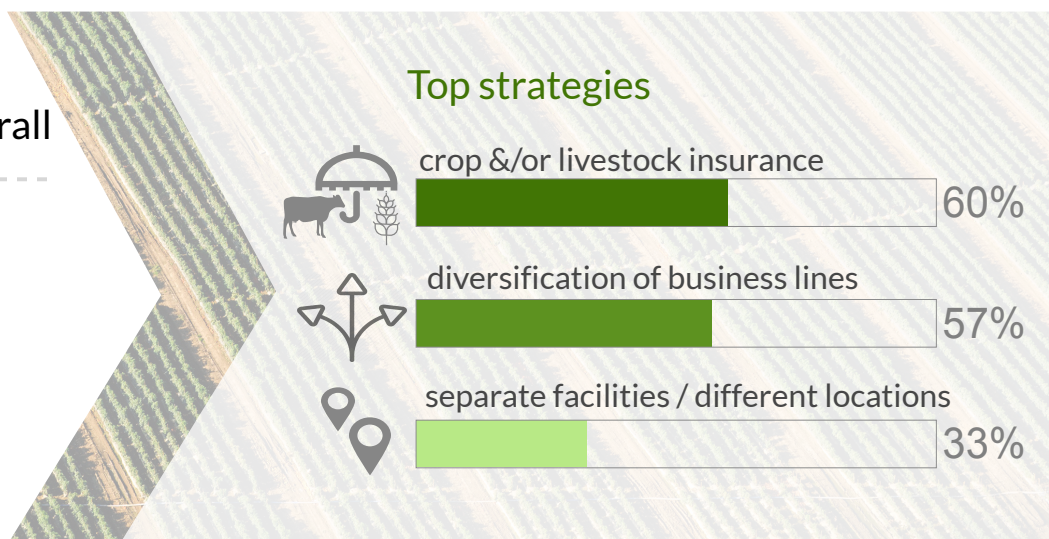 Top strategies
rall
crop &/or livestock insurance
60%
diversification of business lines
57%
separate facilities / different locations
33%